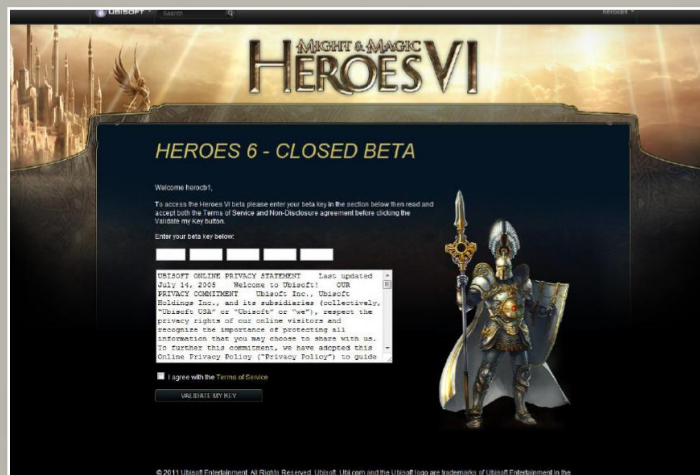 UBISOFT
Search
herocb1
MIGHT & MAGIC
HEROES VI
HEROES 6 - CLOSED BETA
Welcome herocb1,
To access the Heroes VI beta please enter your beta key in the section below then read and
accept both the Terms of Service and Non-Disclosure agreement before clicking the
Validate my Key button.
Enter your beta key below:
UBISOFT ONLINE PRIVACY STATEMENT Last updated
July 14, 2005 Welcome to Ubisoft! OUR
PRIVACY COMMITMENT Ubisoft Inc., Ubisoft
Holdings Inc., and its subsidiaries (collectively,
"Ubisoft USA" or "Ubisoft" or "we"), respect the
privacy rights of our online visitors and
recognize the importance of protecting all
information that you may choose to share with us.
To further this commitment, we have adopted this
Online Privacy Policy ("Privacy Policy") to guide
I agree with the Terms of Service
VALIDATE MY KEY
© 2011 Ubisoft Entertainment. All Rights Reserved. Ubisoft, Ubi.com and the Ubisoft logo are trademarks of Ubisoft Entertainment in the